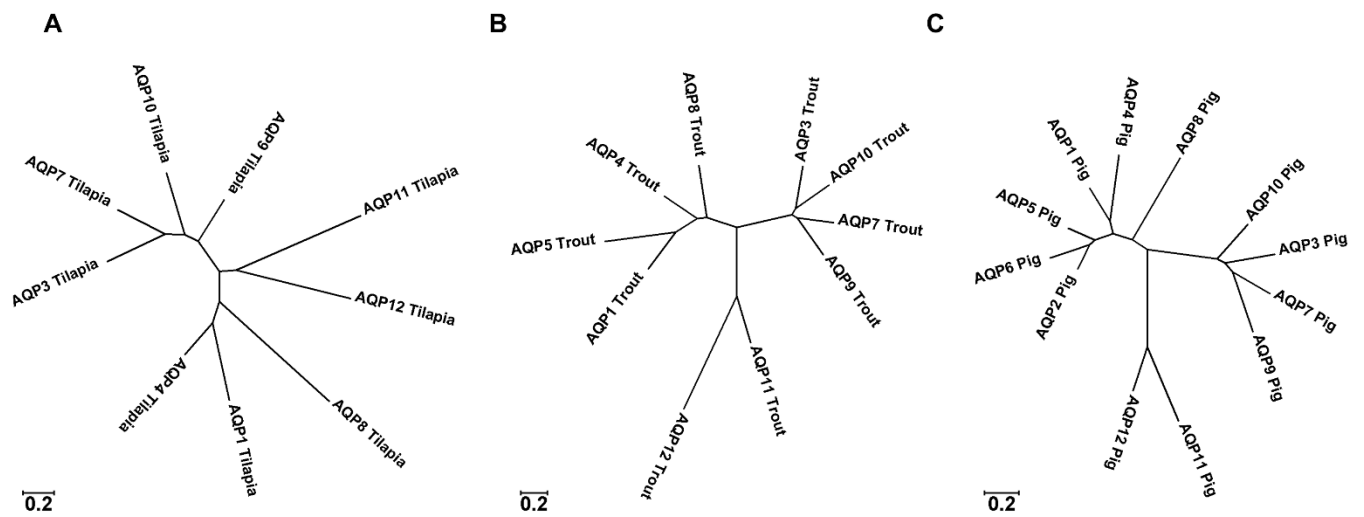 A
AQP10 Tilapia
AQP9 Tilapia
AQP7 Tilapia
AQP11 Tilapia
AQP3 Tilapia
AQP12 Tilapia
AQP4 Tilapia
AQP1 Tilapia
AQP8 Tilapia
0.2
B
AQP8 Trout
AQP3 Trout
AQP4 Trout
AQP10 Trout
AQP7 Trout
AQP5 Trout
AQP9 Trout
AQP1 Trout
AQP11 Trout
AQP12 Trout
0.2
C
AQP4 Pig
AQP8 Pig
AQP1 Pig
AQP10 Pig
AQP5 Pig
AQP3 Pig
AQP6 Pig
AQP7 Pig
AQP2 Pig
AQP9 Pig
AQP12 Pig
AQP11 Pig
0.2